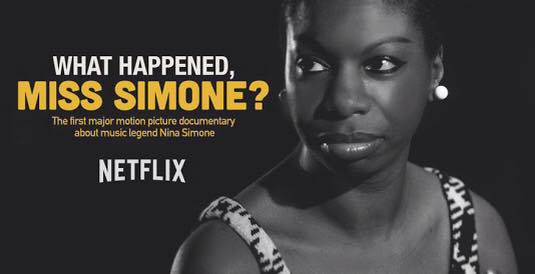 WHAT HAPPENED,
MISS SIMONE?
The first major motion picture documentary
about music legend Nina Simone
NETFLIX